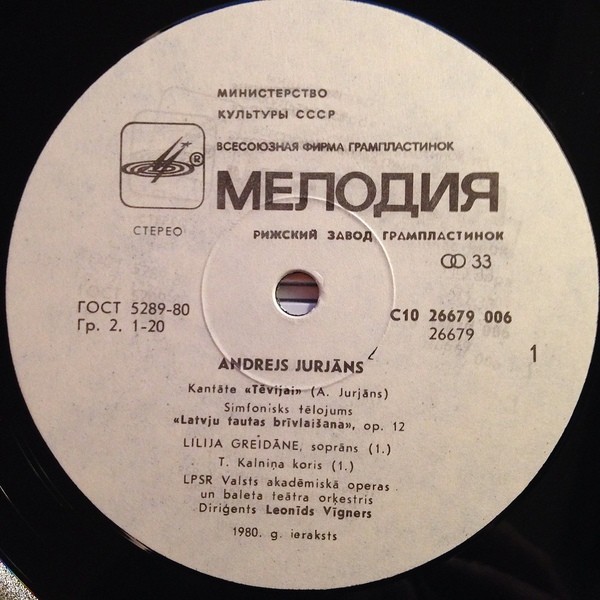 МИНИСТЕРСТВО
КУЛЬТУРЫ СССР
ВСЕСОЮЗНАЯ ФИРМА ГРАМПЛАСТИНОК
®
МЕЛОДИЯ
СТЕРЕО
РИЖСКИЙ ЗАВОД ГРАМПЛАСТИНОК
33
ГОСТ 5289-80
Гр. 2. 1-20
С10 26679 006
26679
1
ANDREJS JURJĀNS
Kantāte «Tēvijai» (A. Jurjāns)
Simfonisks tēlojums
«Latvju tautas brīvlaišana», op. 12
LILIJA GREIDĀNE, soprāns (1.)
T. Kalniņa koris (1.)
LPSR Valsts akadēmiskā operas
un baleta teātra orķestris
Diriģents Leonīds Vīgners
1980. g. ieraksts